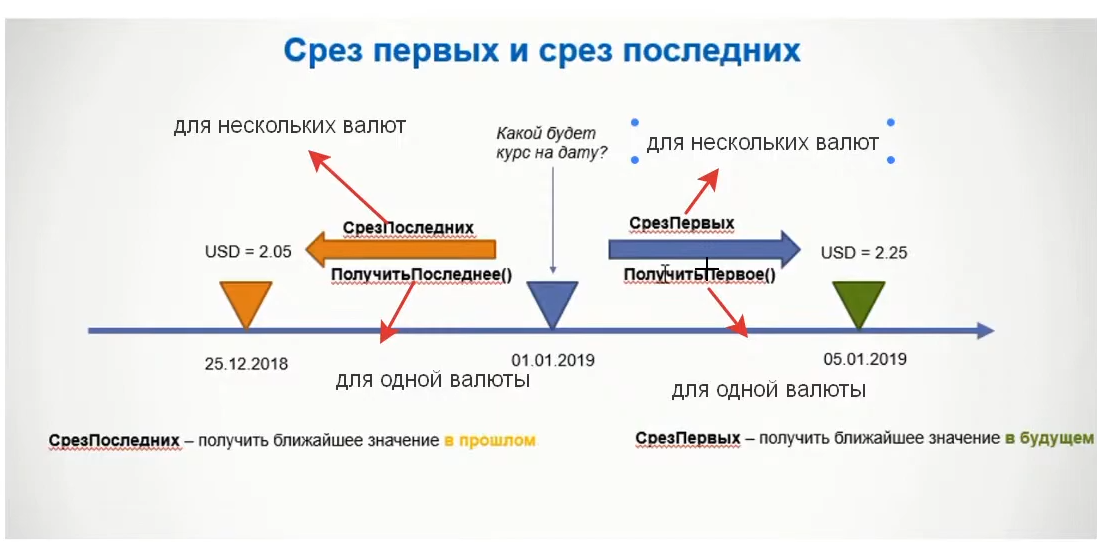 Срез первых и срез последних
для нескольких валют
Какой будет
курс на дату?
для нескольких валют
СрезПоследних
СрезПервых
USD = 2.05
USD = 2.25
ПолучитьПоследнее()
ПолучитьПервое()
25.12.2018
01.01.2019
05.01.2019
для одной валюты
для одной валюты
СрезПоследних – получить ближайшее значение в прошлом
СрезПервых – получить ближайшее значение в будущем